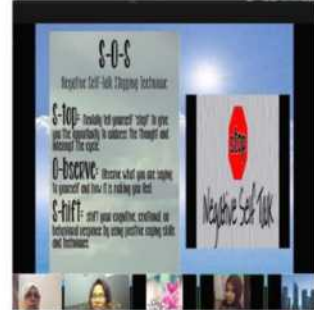 S-O-S
Negative Self-Talk Stopping Technique
S-top: Mentally tell yourself "stop" to give
you the opportunity to address the thought and
interrupt the cycle.
O-bserve: Observe what you are saying
to yourself and how it is making you feel.
S-hift: Shift your cognitive, emotional, or
behavioral response by using positive coping skills
and techniques.
stop
Negative Self Talk